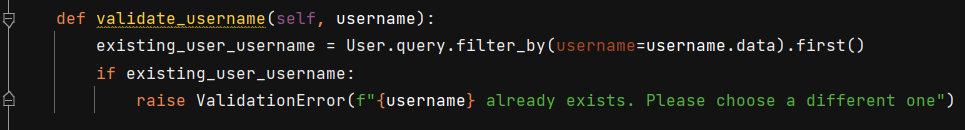 def validate_username(self, username):
    existing_user_username = User.query.filter_by(username=username.data).first()
    if existing_user_username:
        raise ValidationError(f"{username} already exists. Please choose a different one")